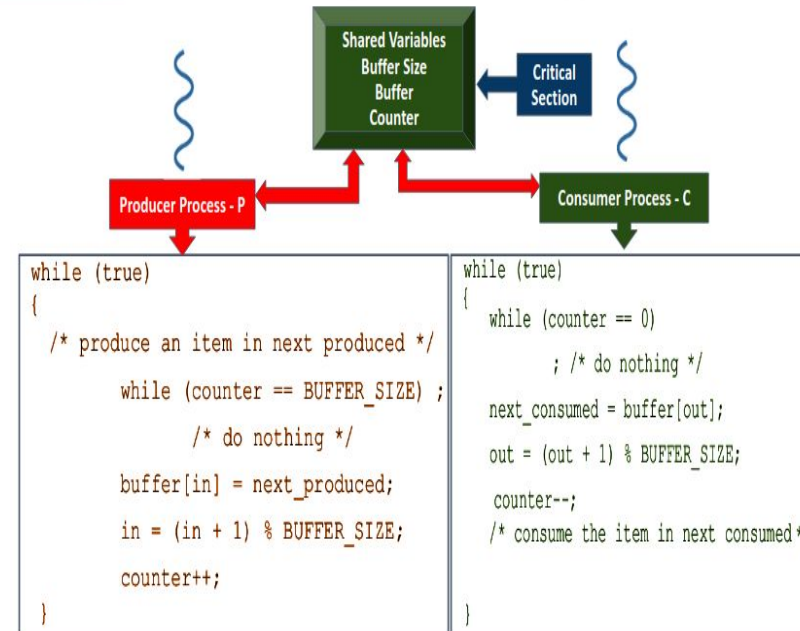 Shared Variables
Buffer Size
Buffer
Counter
Critical
Section
Producer Process - P
Consumer Process - C
while (true)
{
/* produce an item in next produced */
while (counter == BUFFER_SIZE) ;
/* do nothing */
buffer[in] = next_produced;
in = (in + 1) % BUFFER_SIZE;
counter++;
}
while (true)
{
while (counter == 0)
; /* do nothing */
next_consumed = buffer[out];
out = (out + 1) % BUFFER_SIZE;
counter--;
/* consume the item in next consumed *
}